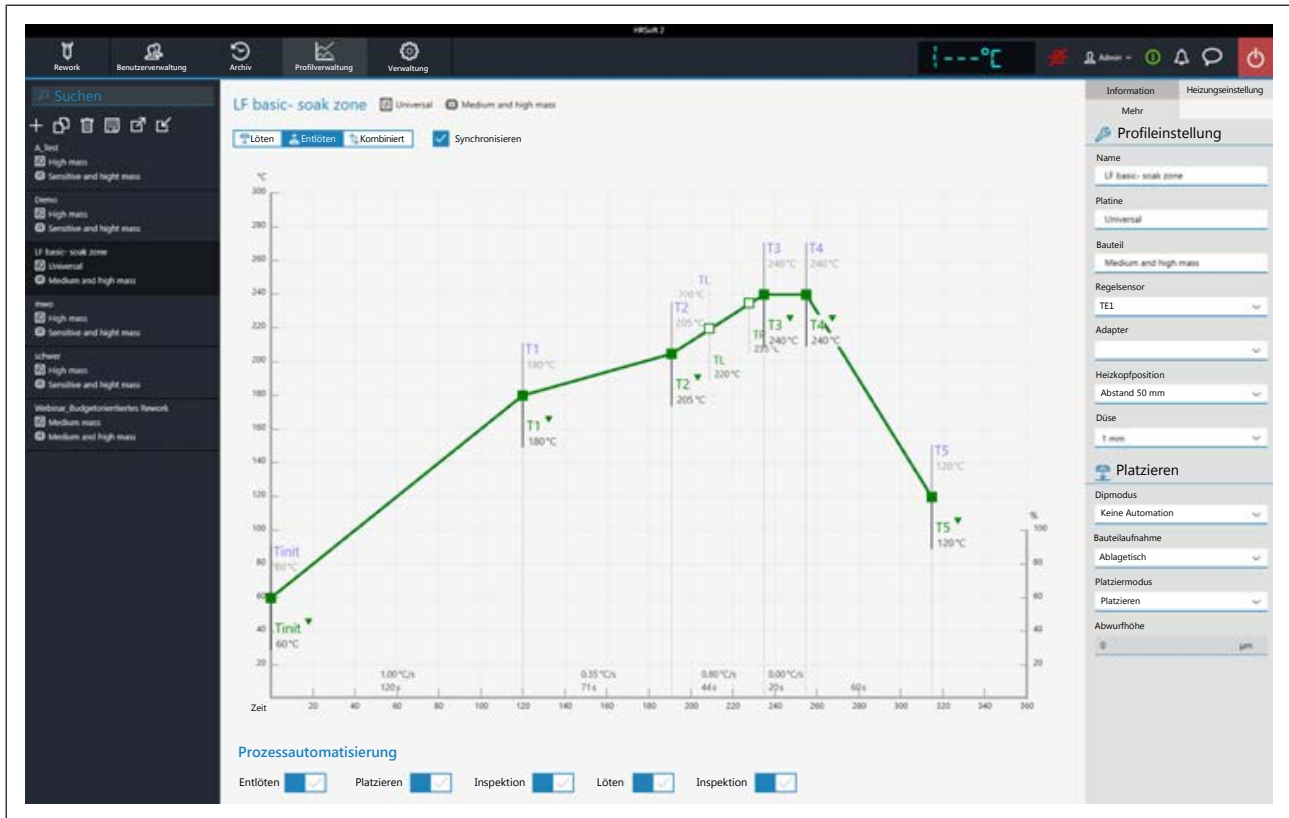 HRSoft 2
Rework
Benutzerverwaltung
Archiv
Profilverwaltung
Verwaltung
---°C
Admin
Suchen
A_Test
High mass
Sensitive and hight mass
Demo
High mass
Sensitive and hight mass
LF basic- soak zone
Universal
Medium and high mass
mwo
High mass
Sensitive and hight mass
schwer
High mass
Sensitive and hight mass
Webinar_Budgetorientiertes Rework
Medium mass
Medium and high mass
LF basic- soak zone Universal Medium and high mass
Löten Entlöten Kombiniert Synchronisieren
°C
300
280
260
240
220
200
180
160
140
120
100
80
60
40
20
Tinit
60°C
Tinit
60°C
T1
180°C
T1
180°C
T2
205°C
T2
205°C
TL
220°C
TL
220°C
T3
240°C
T3
240°C
T4
240°C
T4
240°C
T5
120°C
T5
120°C
%
100
80
60
40
20
1.00°C/s
120s
0.35°C/s
71s
0.80°C/s
44s
0.00°C/s
20s
60s
Zeit
20 40 60 80 100 120 140 160 180 200 220 240 260 280 300 320 340 360
Prozessautomatisierung
Entlöten Platzieren Inspektion Löten Inspektion
Information Heizungseinstellung
Mehr
Profileinstellung
Name
LF basic- soak zone
Platine
Universal
Bauteil
Medium and high mass
Regelsensor
TE1
Adapter
Heizkopfposition
Abstand 50 mm
Düse
1 mm
Platzieren
Dipmodus
Keine Automation
Bauteilaufnahme
Ablagetisch
Platziermodus
Platzieren
Abwurfhöhe
0 µm